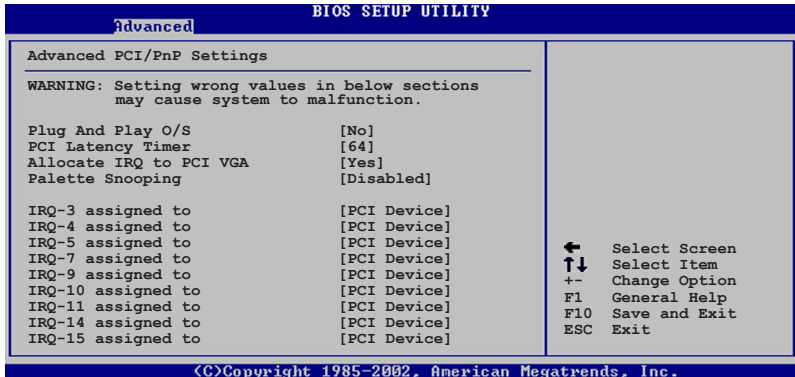 BIOS SETUP UTILITY
Advanced
Advanced PCI/PnP Settings
WARNING: Setting wrong values in below sections
may cause system to malfunction.
Plug And Play O/S [No]
PCI Latency Timer [64]
Allocate IRQ to PCI VGA [Yes]
Palette Snooping [Disabled]
IRQ-3 assigned to [PCI Device]
IRQ-4 assigned to [PCI Device]
IRQ-5 assigned to [PCI Device]
IRQ-7 assigned to [PCI Device]
IRQ-9 assigned to [PCI Device]
IRQ-10 assigned to [PCI Device]
IRQ-11 assigned to [PCI Device]
IRQ-14 assigned to [PCI Device]
IRQ-15 assigned to [PCI Device]
← Select Screen
↑↓ Select Item
+- Change Option
F1 General Help
F10 Save and Exit
ESC Exit
(C)Copyright 1985-2002, American Megatrends, Inc.